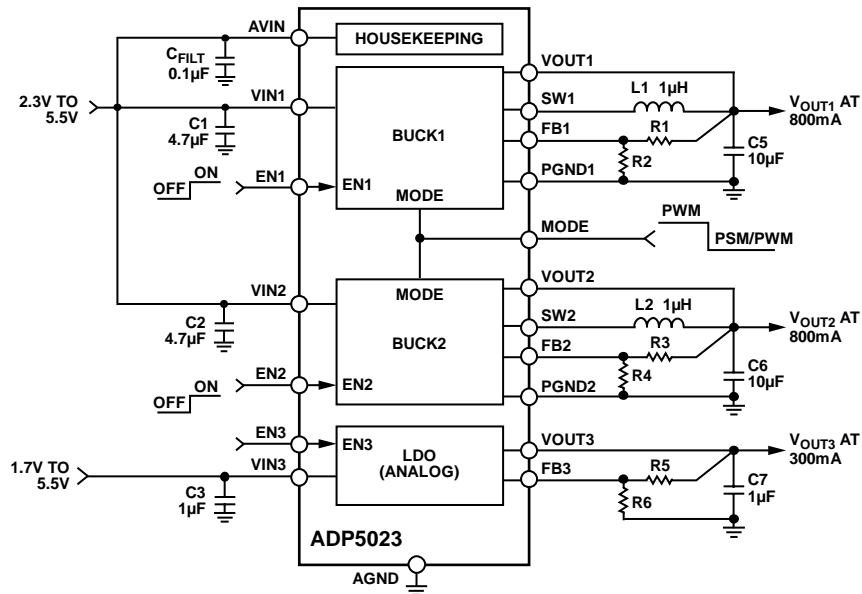 AVIN
HOUSEKEEPING
C_FILT
0.1µF
VOUT1
L1 1µH
2.3V TO
5.5V
VIN1
SW1
V_OUT1 AT
800mA
C1
4.7µF
BUCK1
FB1
R1
R2
C5
10µF
OFF
ON
EN1
EN1
PGND1
MODE
MODE
PWM
PSM/PWM
VIN2
MODE
VOUT2
L2 1µH
C2
4.7µF
BUCK2
SW2
V_OUT2 AT
800mA
FB2
R3
R4
C6
10µF
OFF
ON
EN2
EN2
PGND2
EN3
EN3
LDO
(ANALOG)
VOUT3
V_OUT3 AT
300mA
1.7V TO
5.5V
VIN3
FB3
R5
R6
C7
1µF
C3
1µF
ADP5023
AGND